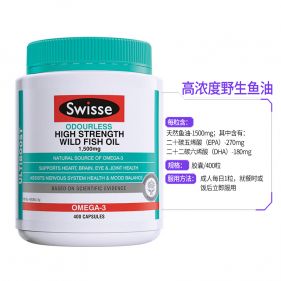 Swisse
ULTIBOOST
ODOURLESS
HIGH STRENGTH
WILD FISH OIL
1,500mg
NATURAL SOURCE OF OMEGA-3
SUPPORTS HEART, BRAIN, EYE & JOINT HEALTH
ASSISTS NERVOUS SYSTEM HEALTH & MOOD BALANCE
BASED ON SCIENTIFIC EVIDENCE
OMEGA-3
400 CAPSULES
高浓度野生鱼油
每粒含:
天然鱼油-1500mg；其中含有：
二十碳五烯酸（EPA）-270mg
二十二碳六烯酸（DHA）-180mg
规格： 胶囊/400粒
服用方法： 成人每日1粒，就餐时或
饭后立即服用